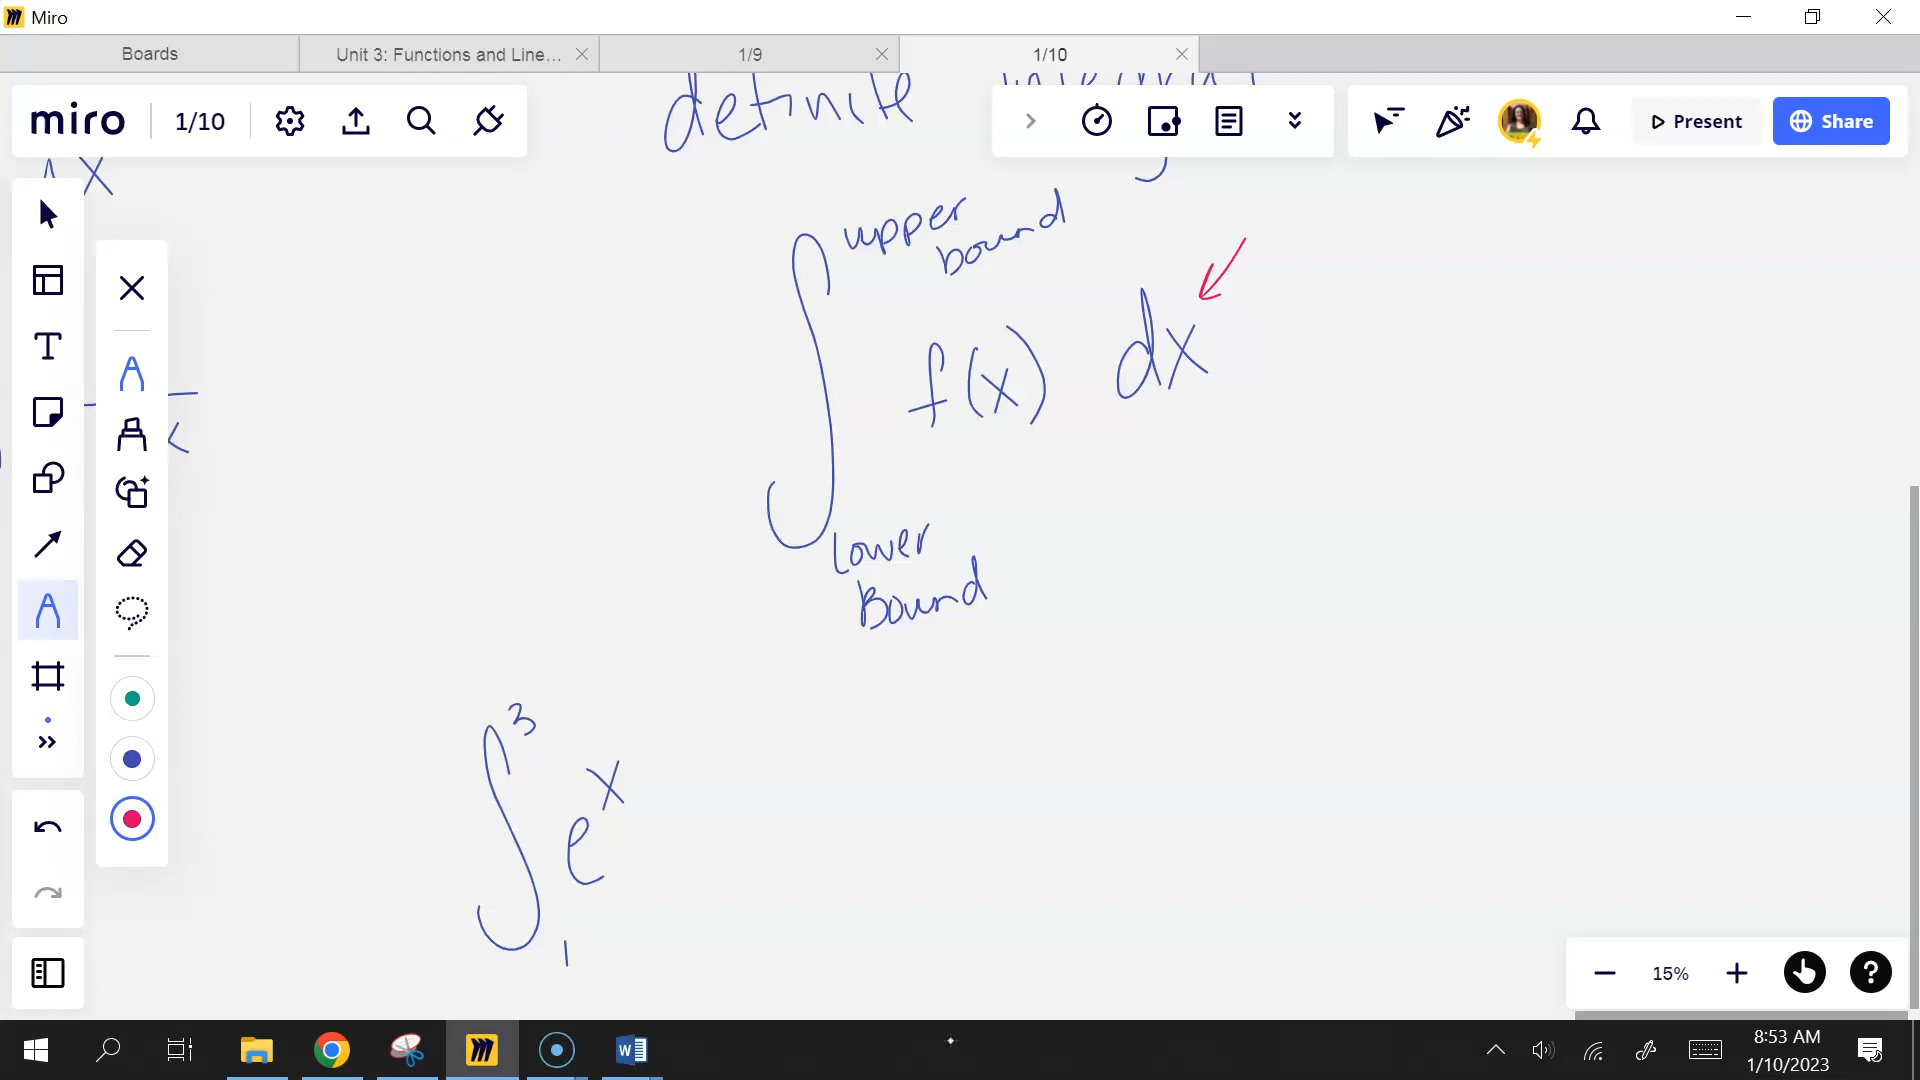 Miro
Boards
Unit 3: Functions and Line...
1/9
1/10
miro
1/10
Present
Share
definite integral
x
upper
bound
∫ f(x) dx
Lower
Bound
3
∫ e^x
1
15%
8:53 AM
1/10/2023